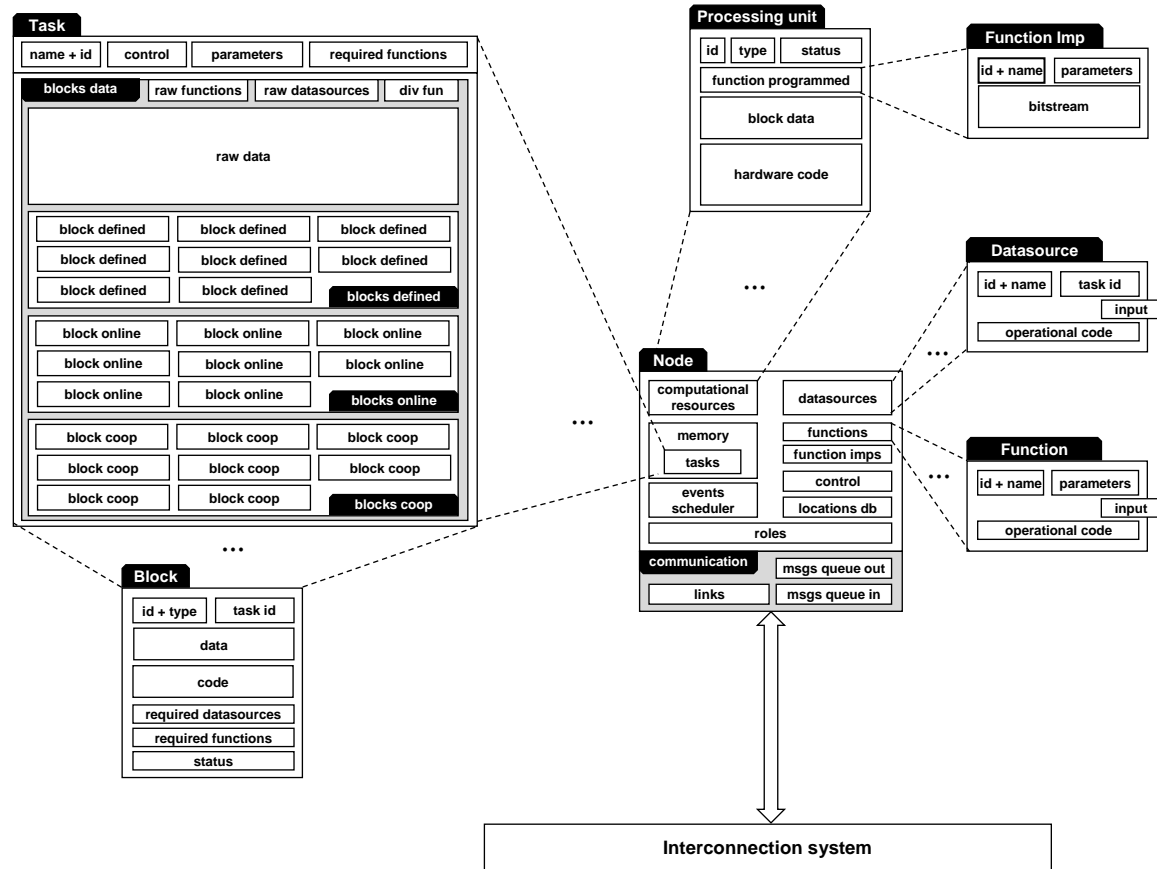 Task
name + id control parameters required functions
blocks data raw functions raw datasources div fun
raw data
block defined block defined block defined
block defined block defined block defined
block defined block defined blocks defined
block online block online block online
block online block online block online
block online block online blocks online
block coop block coop block coop
block coop block coop block coop
block coop block coop blocks coop
...
Block
id + type task id
data
code
required datasources
required functions
status
...
Processing unit
id type status
function programmed
block data
hardware code
...
Function Imp
id + name parameters
bitstream
Node
computational
resources
datasources
memory
tasks
functions
function imps
events
scheduler
control
locations db
roles
communication
msgs queue out
links
msgs queue in
Datasource
id + name task id
input
operational code
...
Function
id + name parameters
input
operational code
...
Interconnection system